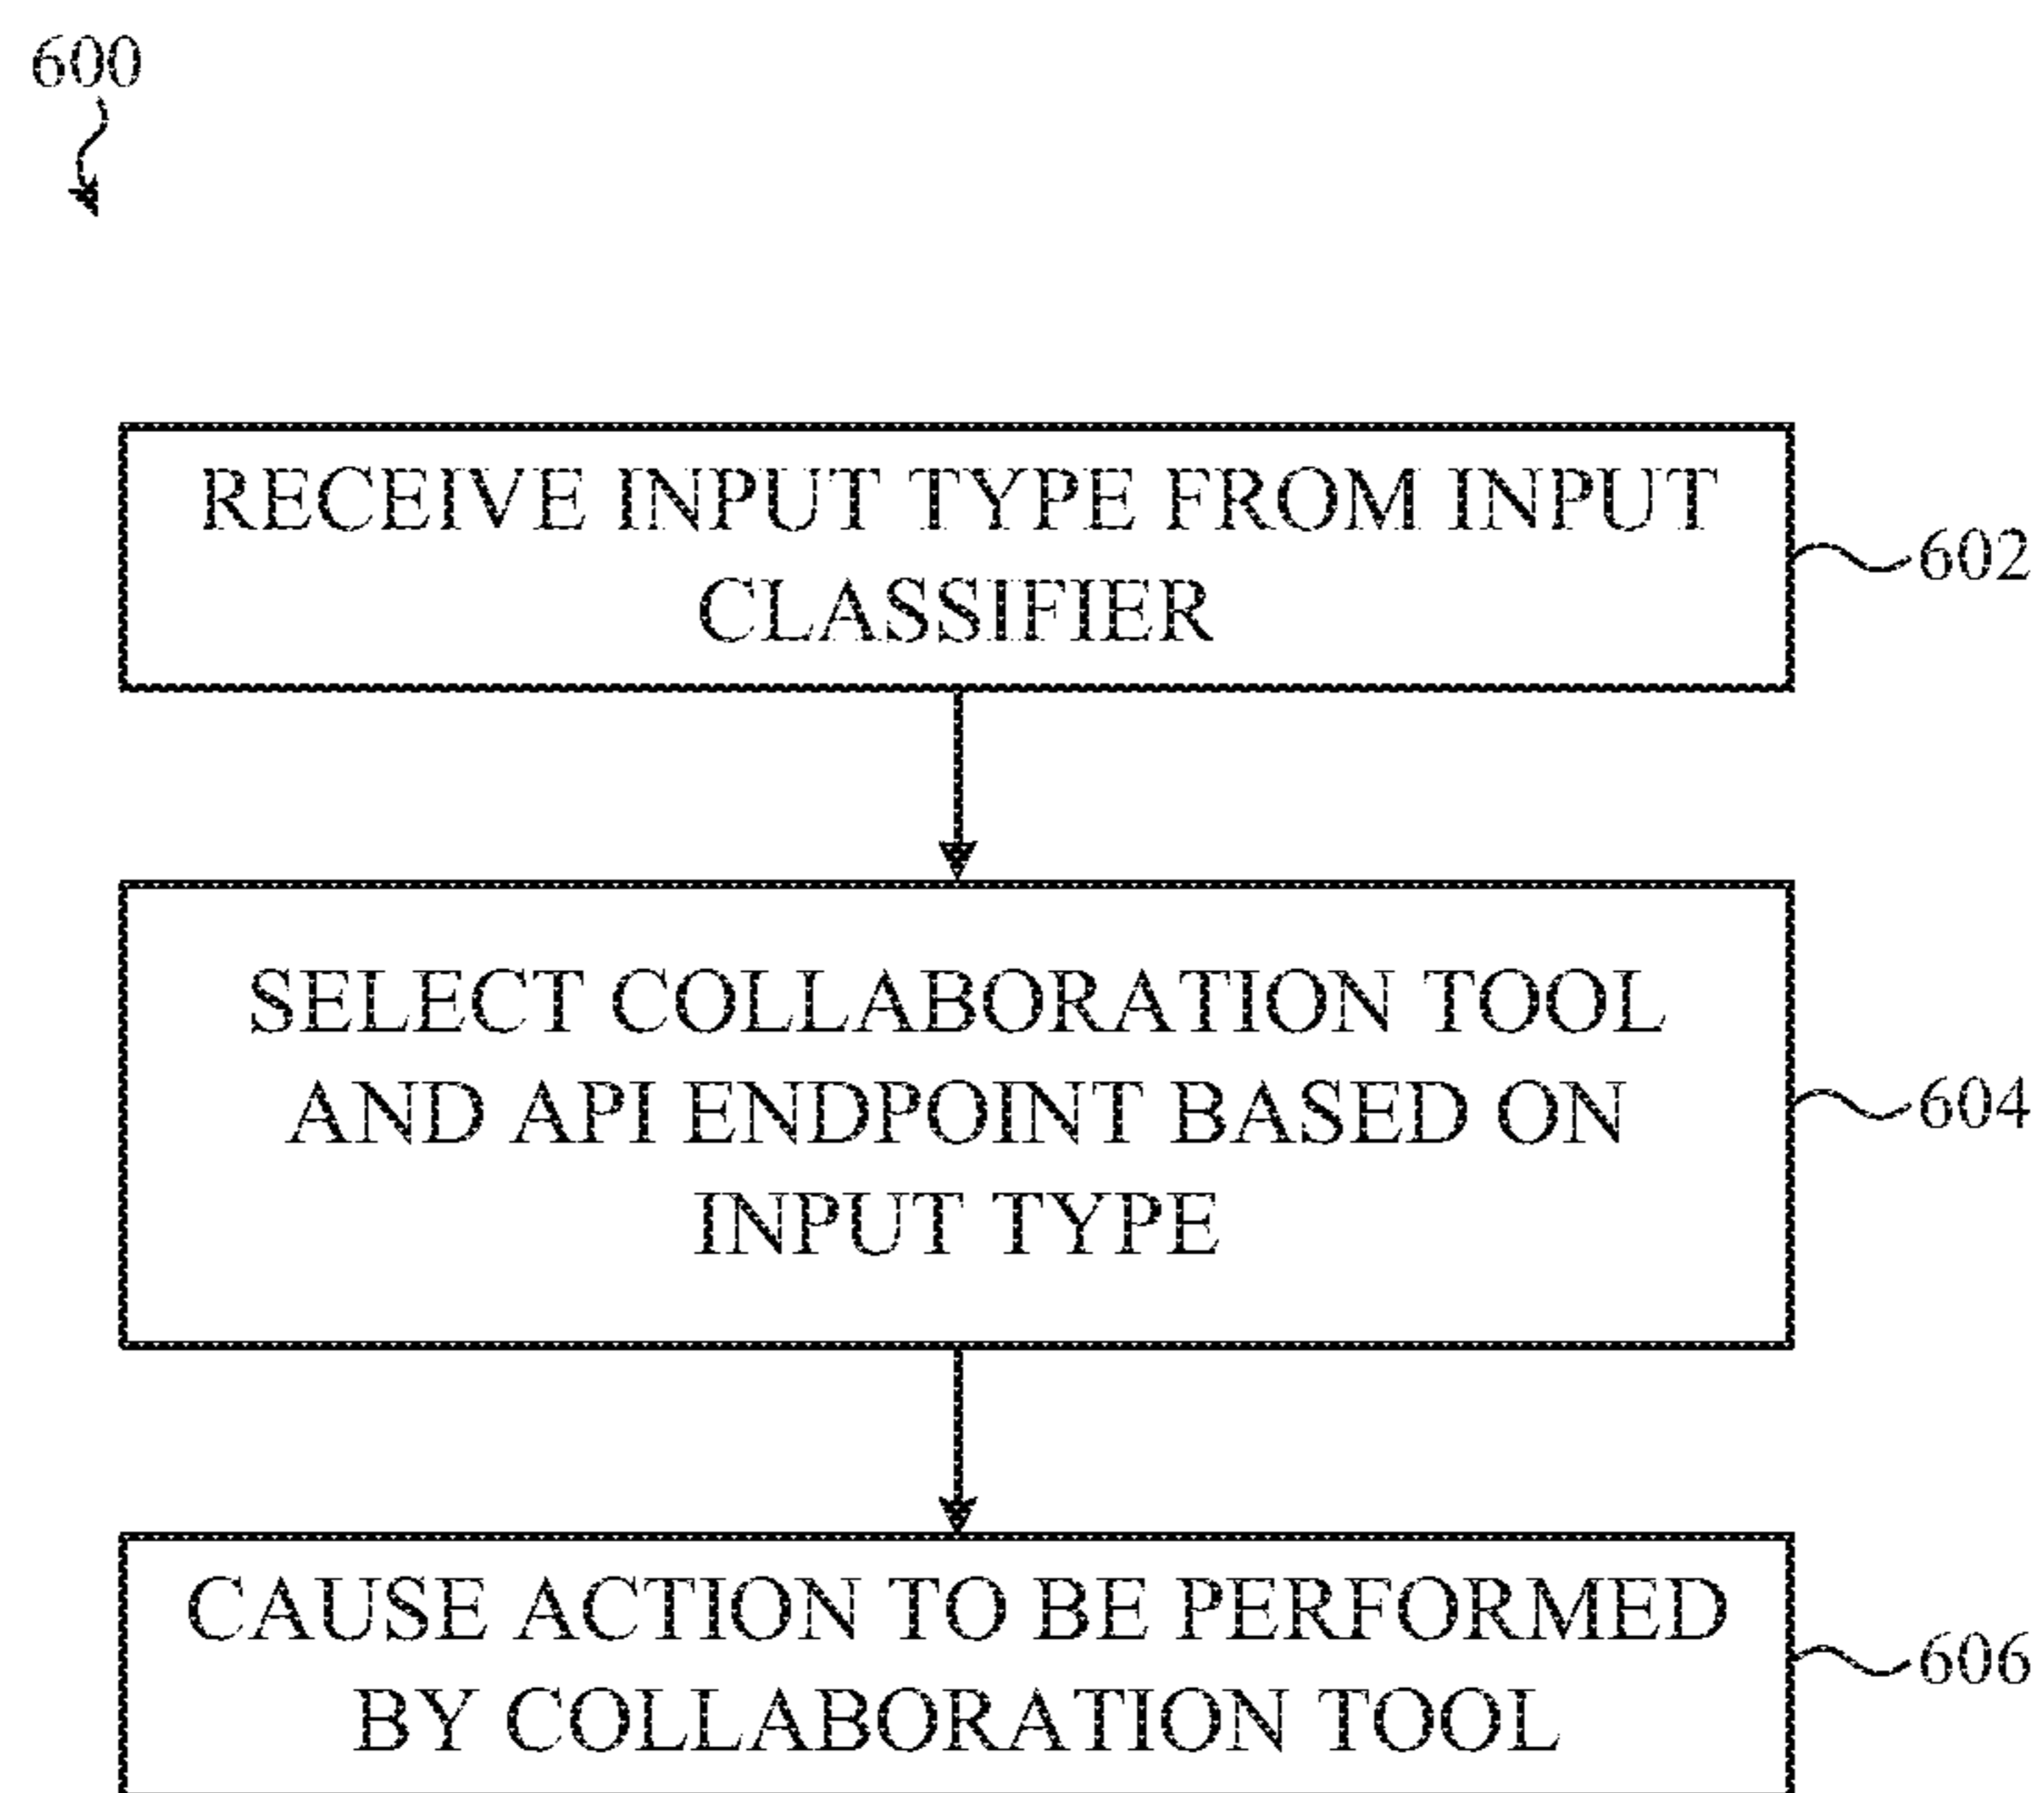 600
RECEIVE INPUT TYPE FROM INPUT
CLASSIFIER
602
SELECT COLLABORATION TOOL
AND API ENDPOINT BASED ON
INPUT TYPE
604
CAUSE ACTION TO BE PERFORMED
BY COLLABORATION TOOL
606